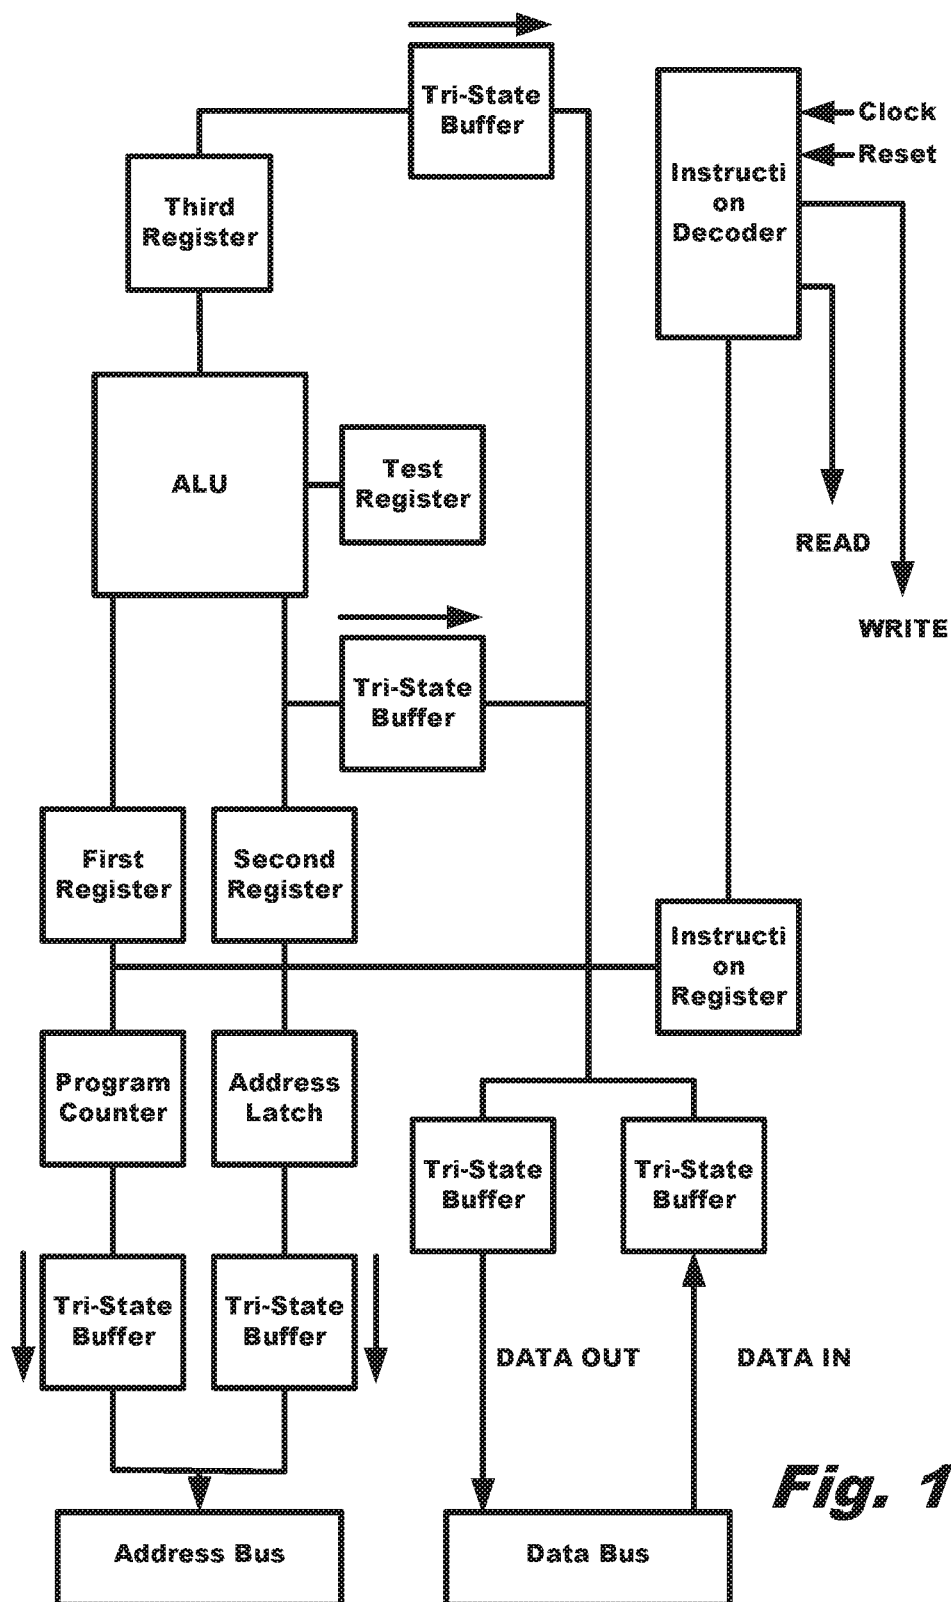 Tri-State
Buffer
Clock
Reset
Instructi
on
Decoder
Third
Register
ALU
Test
Register
READ
WRITE
Tri-State
Buffer
First
Register
Second
Register
Instructi
on
Register
Program
Counter
Address
Latch
Tri-State
Buffer
Tri-State
Buffer
Tri-State
Buffer
Tri-State
Buffer
DATA OUT
DATA IN
Fig. 1
Address Bus
Data Bus